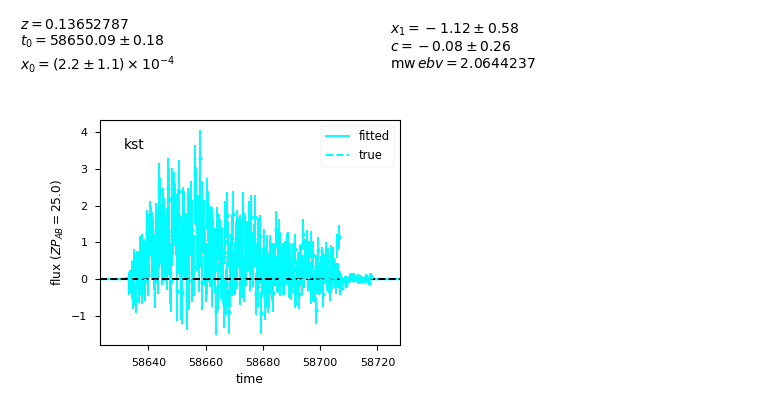 z = 0.13652787
t₀ = 58650.09 ± 0.18
x₀ = (2.2 ± 1.1) × 10⁻⁴
x₁ = −1.12 ± 0.58
c = −0.08 ± 0.26
mw ebv = 2.0644237
kst
fitted
true
4
3
2
1
0
−1
flux (ZP_AB = 25.0)
58640 58660 58680 58700 58720
time